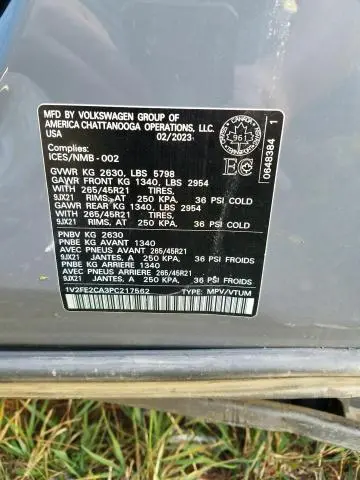 MFD BY VOLKSWAGEN GROUP OF
AMERICA CHATTANOOGA OPERATIONS, LLC.
USA 02/2023
COMPLIES:
ICES/NMB-002
GVWR KG 2630, LBS 5798
GAWR FRONT KG 1340, LBS 2954
WITH 265/45R21 TIRES,
9JX21 RIMS, AT 250 KPA, 36 PSI COLD
GAWR REAR KG 1340, LBS 2954
WITH 265/45R21 TIRES,
9JX21 RIMS, AT 250 KPA, 36 PSI COLD
PNBV KG 2630
PNBE KG AVANT 1340
AVEC PNEUS AVANT 265/45R21
9JX21 JANTES, A 250 KPA, 36 PSI FROIDS
PNBE KG ARRIERE 1340
AVEC PNEUS ARRIERE 265/45R21
9JX21 JANTES, A 250 KPA, 36 PSI FROIDS
1V2FE2CA3PC217562 TYPE: MPV/VTUM
CANADA
961
EC
0648384 1